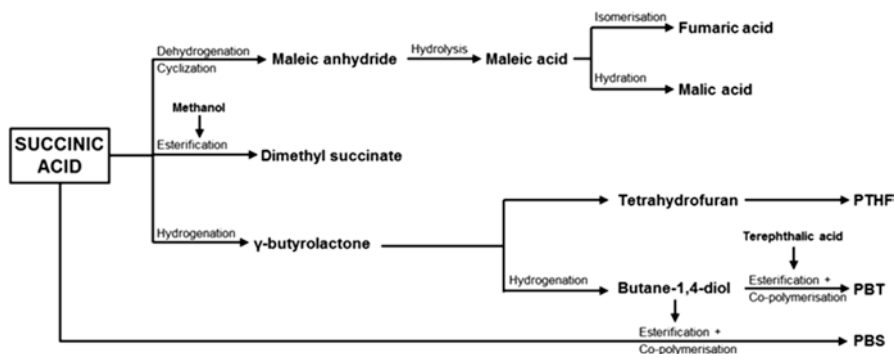 Isomerisation
Fumaric acid
Dehydrogenation
Cyclization
Maleic anhydride
Hydrolysis
Maleic acid
Hydration
Malic acid
Methanol
SUCCINIC
ACID
Esterification
Dimethyl succinate
Tetrahydrofuran
PTHF
Hydrogenation
γ-butyrolactone
Terephthalic acid
Hydrogenation
Butane-1,4-diol
Esterification +
Co-polymerisation
PBT
Esterification +
Co-polymerisation
PBS